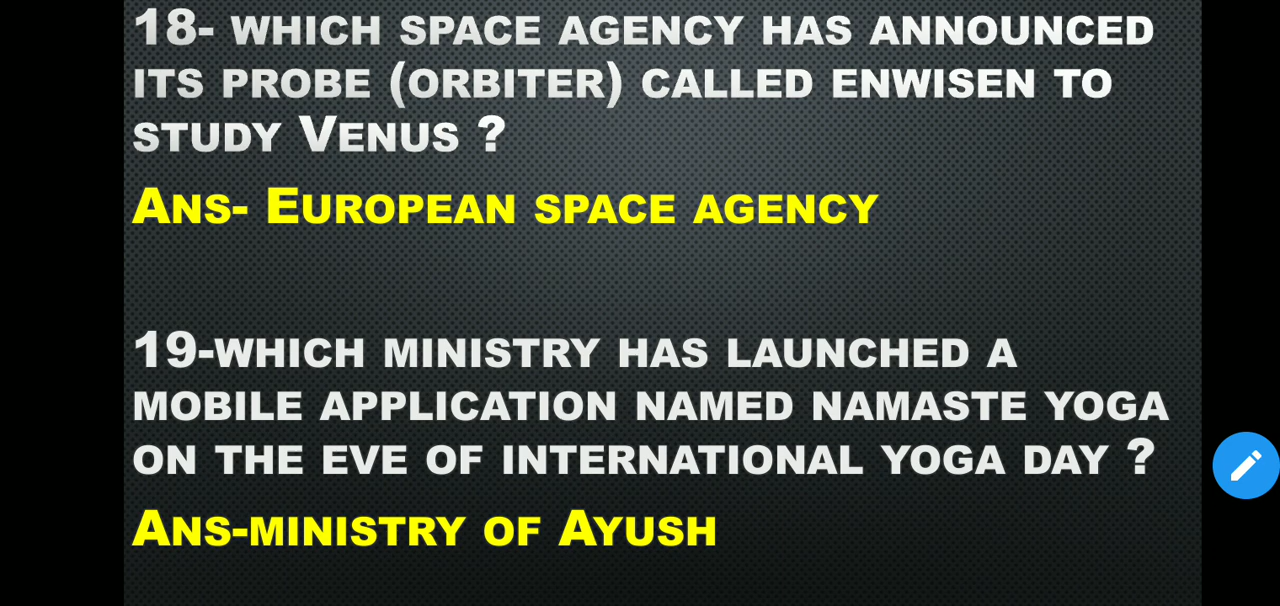 18- WHICH SPACE AGENCY HAS ANNOUNCED
ITS PROBE (ORBITER) CALLED ENWISEN TO
STUDY VENUS ?
ANS- EUROPEAN SPACE AGENCY
19-WHICH MINISTRY HAS LAUNCHED A
MOBILE APPLICATION NAMED NAMASTE YOGA
ON THE EVE OF INTERNATIONAL YOGA DAY ?
ANS-MINISTRY OF AYUSH